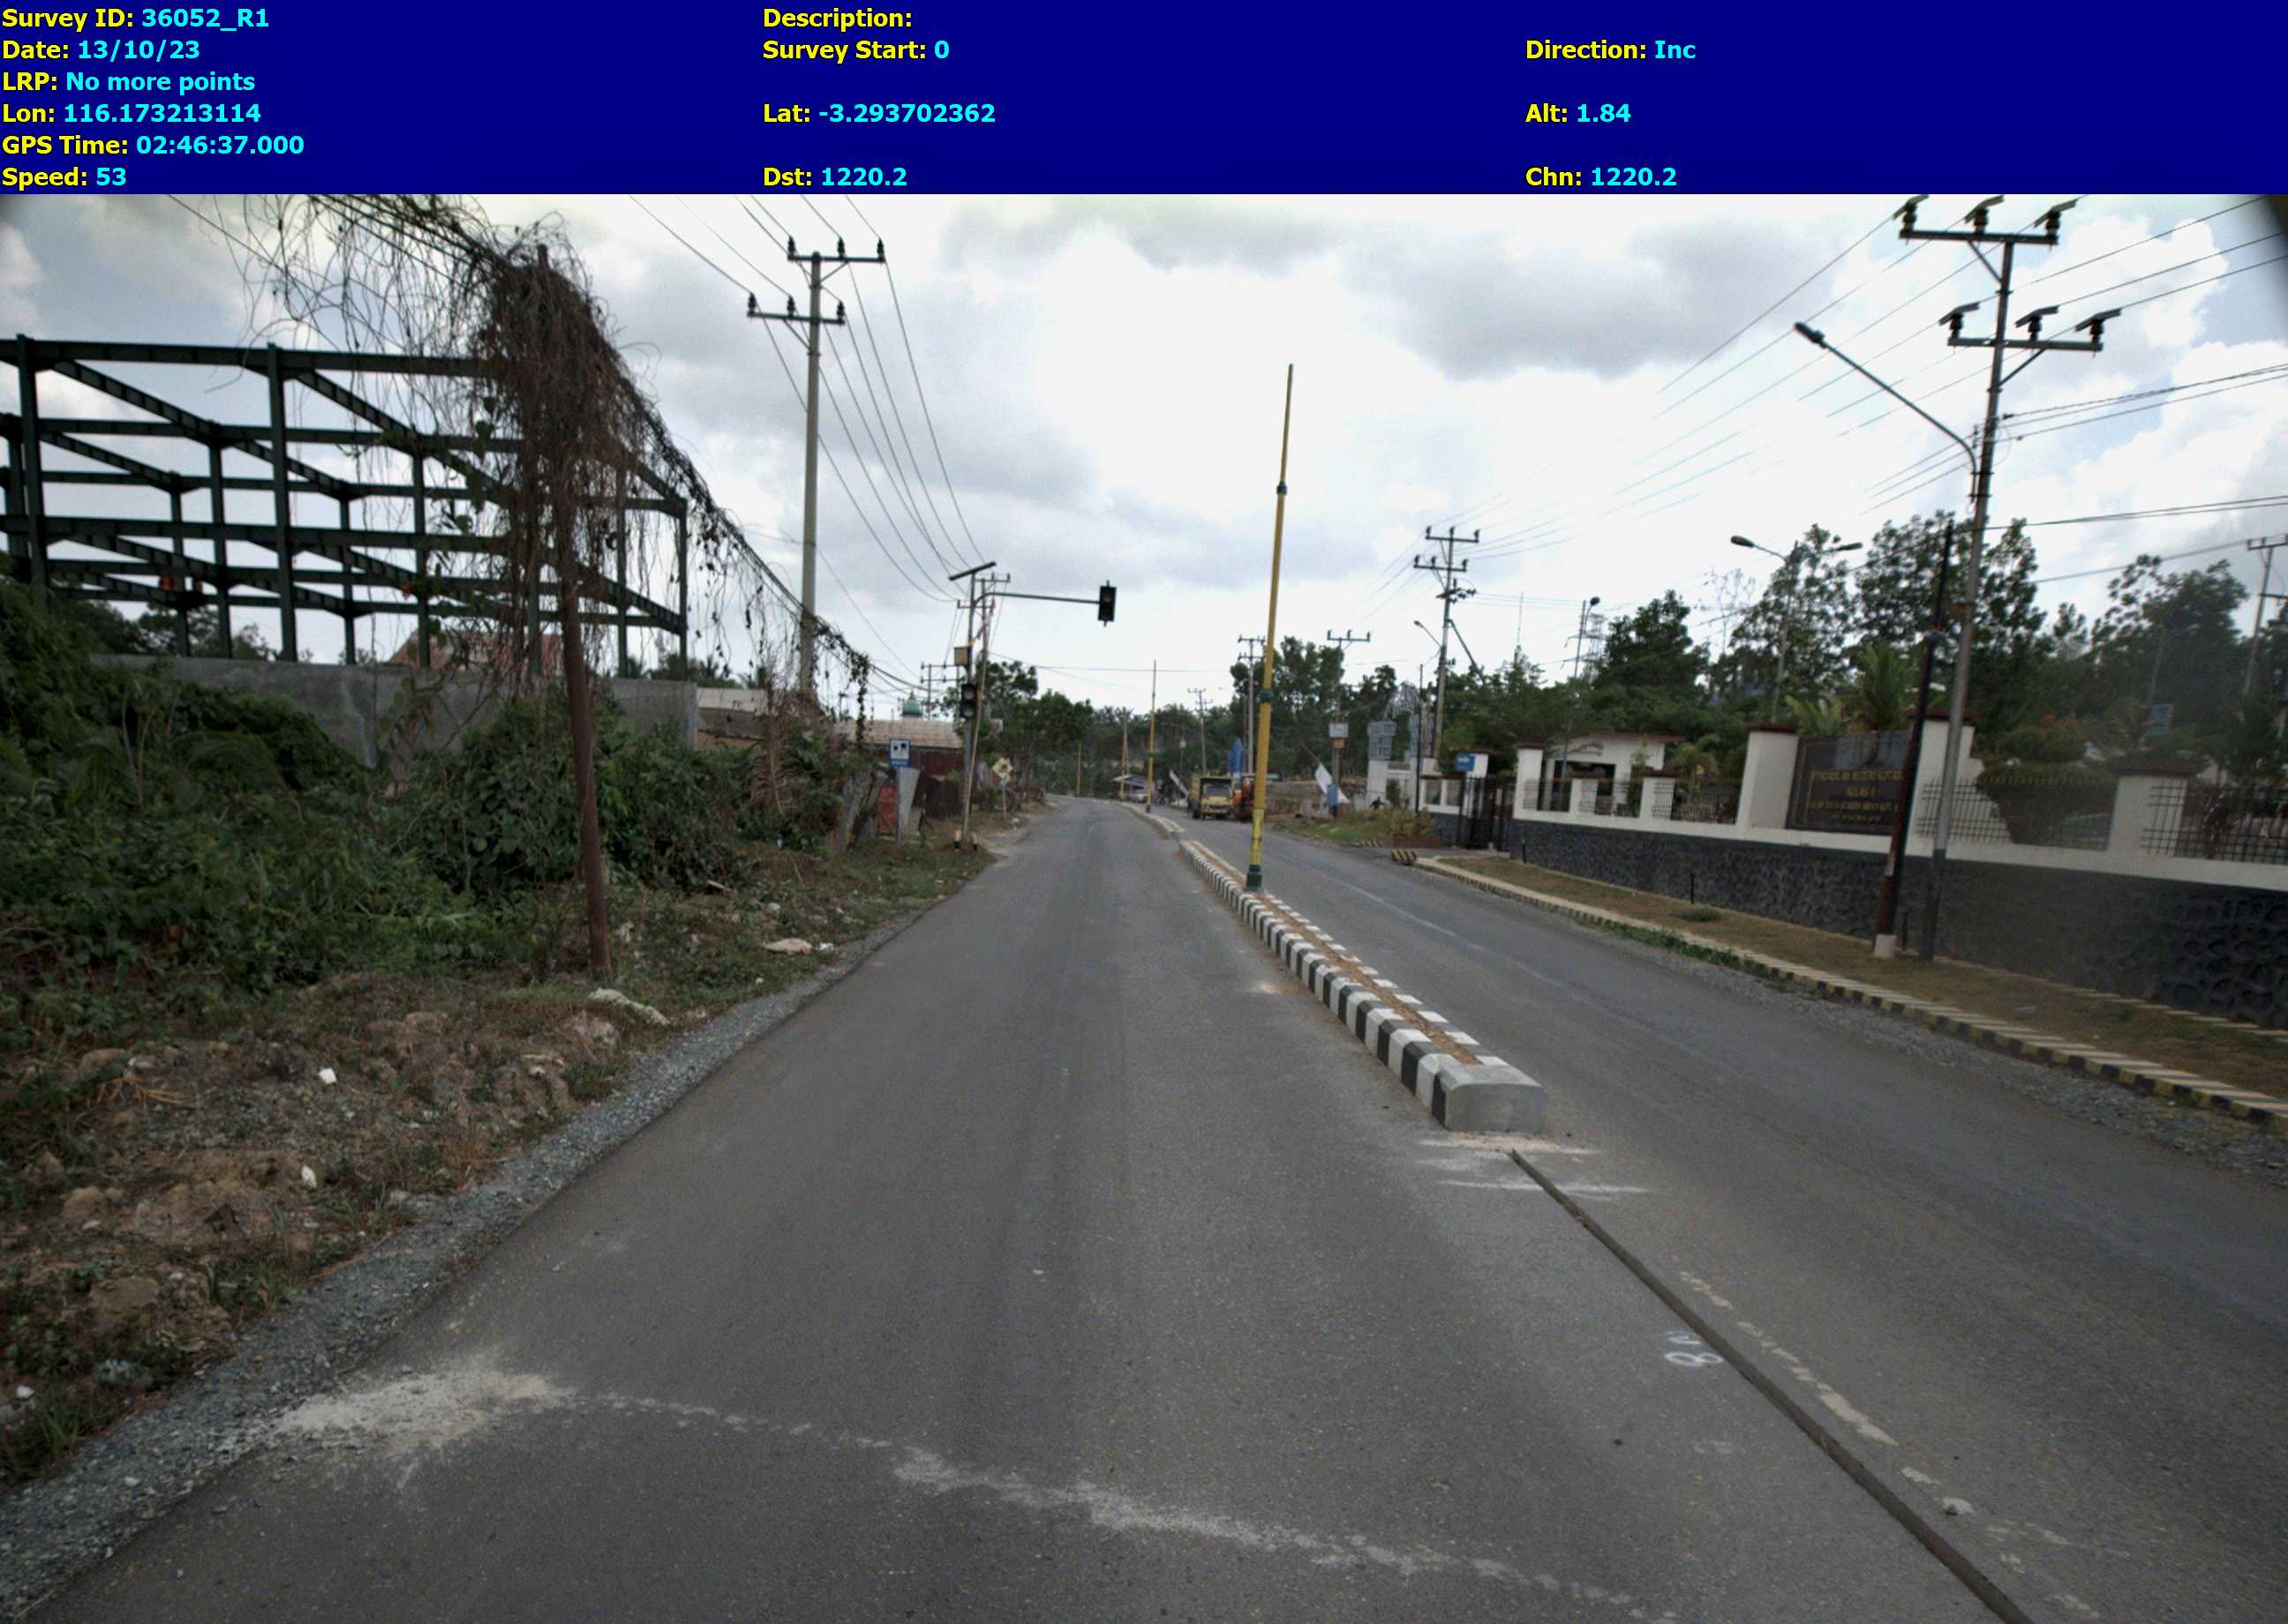 Survey ID: 36052_R1
Description:
Date: 13/10/23
Survey Start: 0
Direction: Inc
LRP: No more points
Lon: 116.173213114
Lat: -3.293702362
Alt: 1.84
GPS Time: 02:46:37.000
Speed: 53
Dst: 1220.2
Chn: 1220.2
8